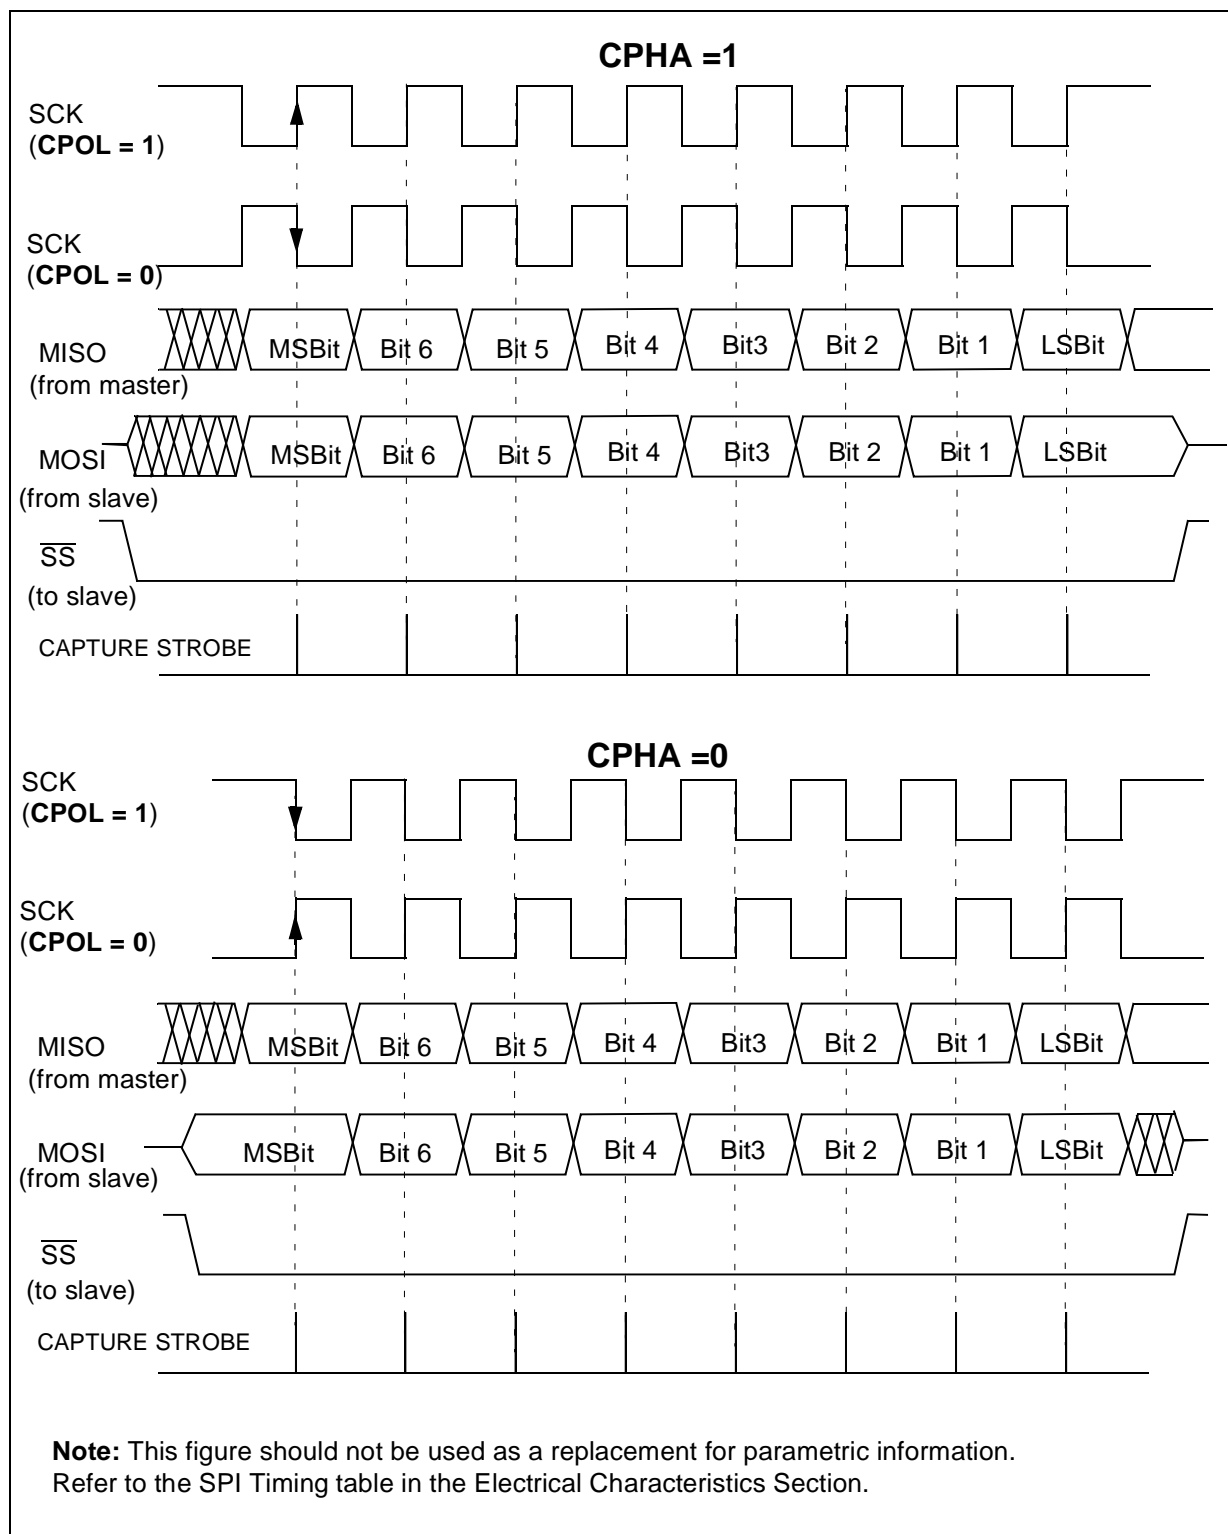 CPHA =1
SCK
(CPOL = 1)
SCK
(CPOL = 0)
MISO
(from master)
MSBit Bit 6 Bit 5 Bit 4 Bit3 Bit 2 Bit 1 LSBit
MOSI
(from slave)
MSBit Bit 6 Bit 5 Bit 4 Bit3 Bit 2 Bit 1 LSBit
S̅S̅
(to slave)
CAPTURE STROBE
CPHA =0
SCK
(CPOL = 1)
SCK
(CPOL = 0)
MISO
(from master)
MSBit Bit 6 Bit 5 Bit 4 Bit3 Bit 2 Bit 1 LSBit
MOSI
(from slave)
MSBit Bit 6 Bit 5 Bit 4 Bit3 Bit 2 Bit 1 LSBit
S̅S̅
(to slave)
CAPTURE STROBE
Note: This figure should not be used as a replacement for parametric information.
Refer to the SPI Timing table in the Electrical Characteristics Section.